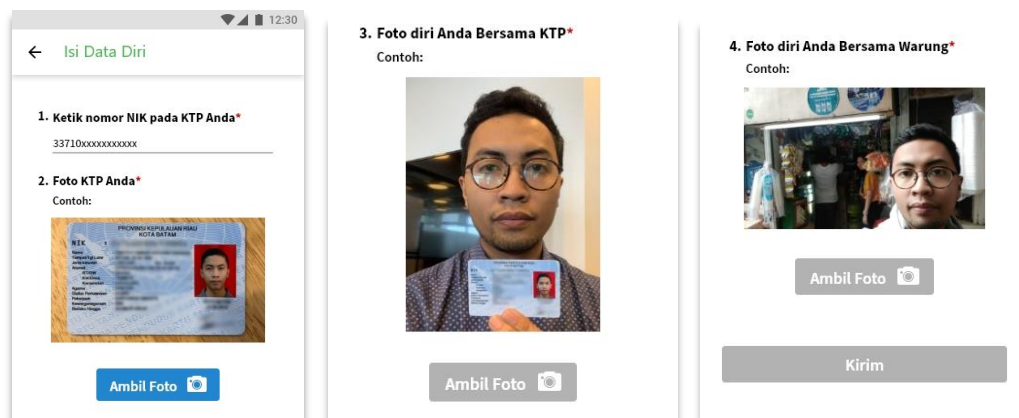 12:30
Isi Data Diri
1. Ketik nomor NIK pada KTP Anda*
33710xxxxxxxxxxx
2. Foto KTP Anda*
Contoh:
PROVINSI KEPULAUAN RIAU
KOTA BATAM
NIK
Nama
Agama
Ambil Foto
3. Foto diri Anda Bersama KTP*
Contoh:
Ambil Foto
4. Foto diri Anda Bersama Warung*
Contoh:
Ambil Foto
Kirim